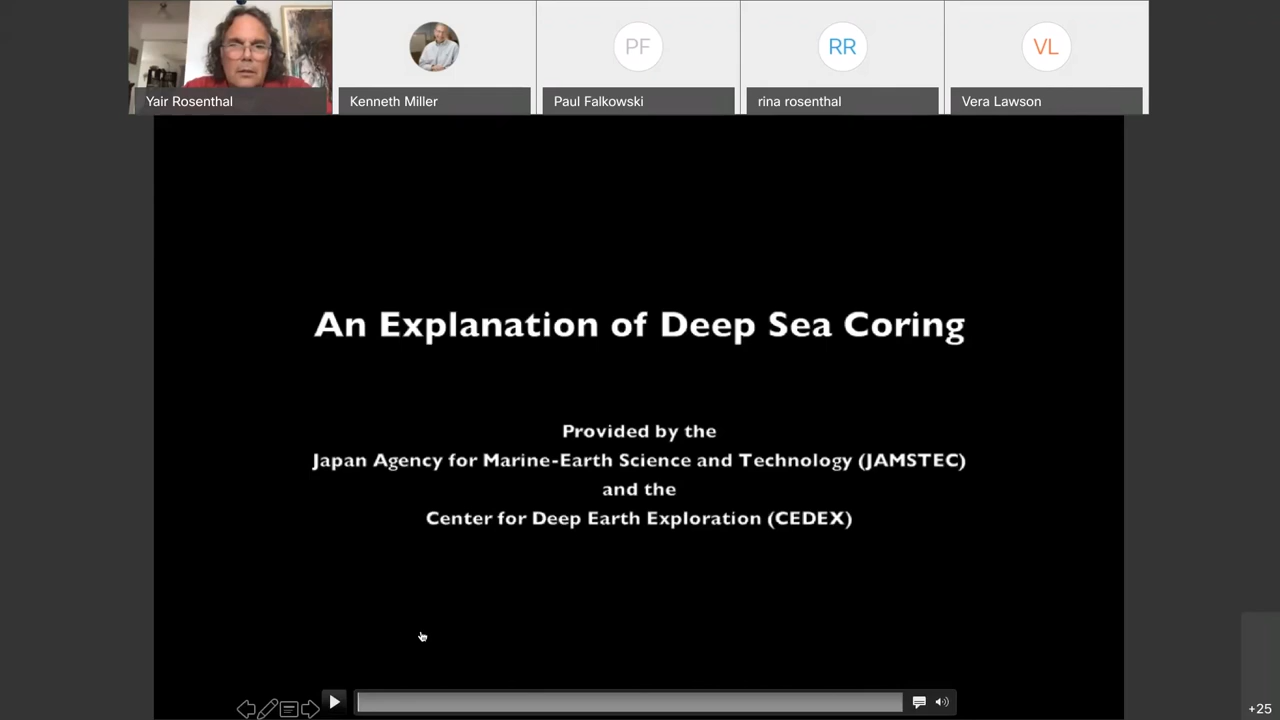 Yair Rosenthal
Kenneth Miller
PF
Paul Falkowski
RR
rina rosenthal
VL
Vera Lawson
An Explanation of Deep Sea Coring
Provided by the
Japan Agency for Marine-Earth Science and Technology (JAMSTEC)
and the
Center for Deep Earth Exploration (CEDEX)
+25